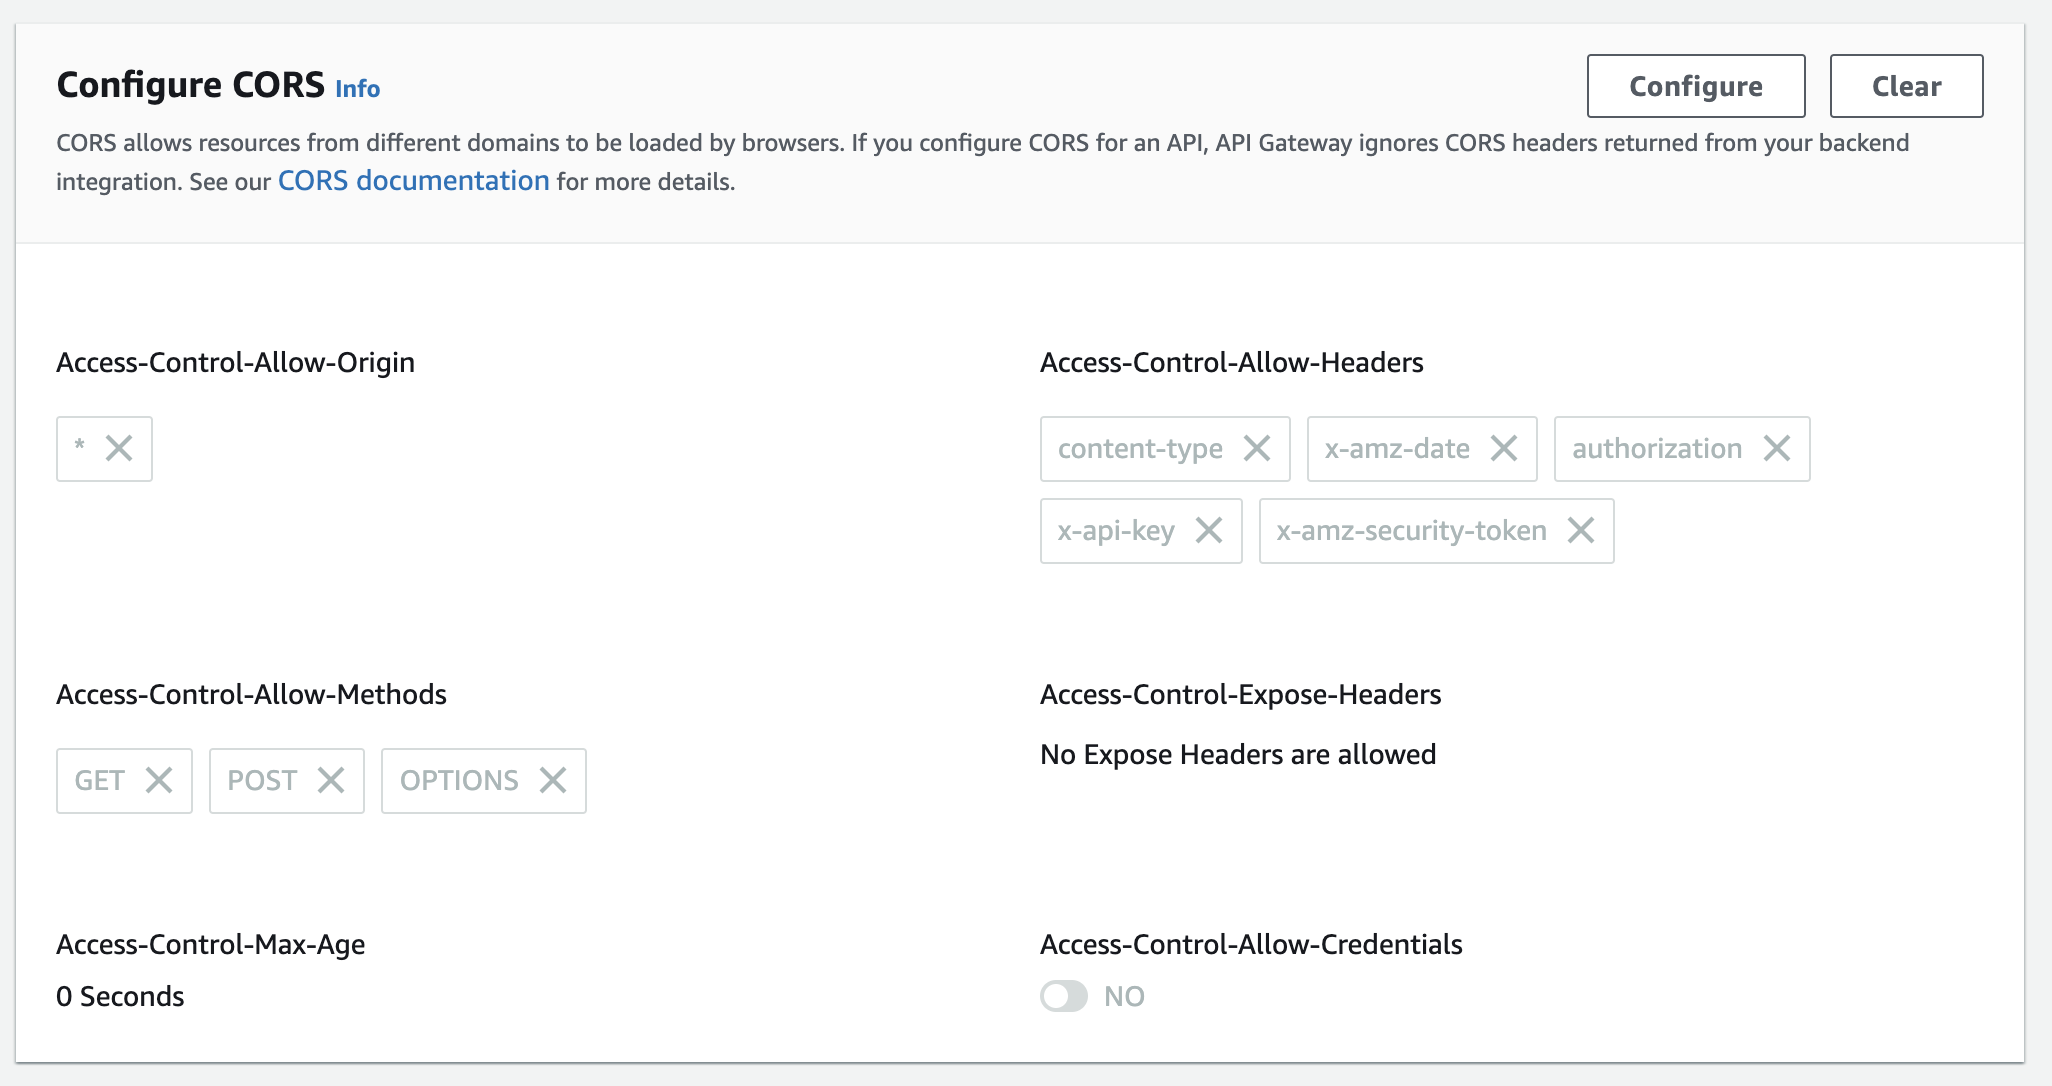 Configure CORS Info
Configure
Clear
CORS allows resources from different domains to be loaded by browsers. If you configure CORS for an API, API Gateway ignores CORS headers returned from your backend
integration. See our CORS documentation for more details.
Access-Control-Allow-Origin
*
Access-Control-Allow-Headers
content-type x-amz-date authorization
x-api-key x-amz-security-token
Access-Control-Allow-Methods
GET POST OPTIONS
Access-Control-Expose-Headers
No Expose Headers are allowed
Access-Control-Max-Age
0 Seconds
Access-Control-Allow-Credentials
NO